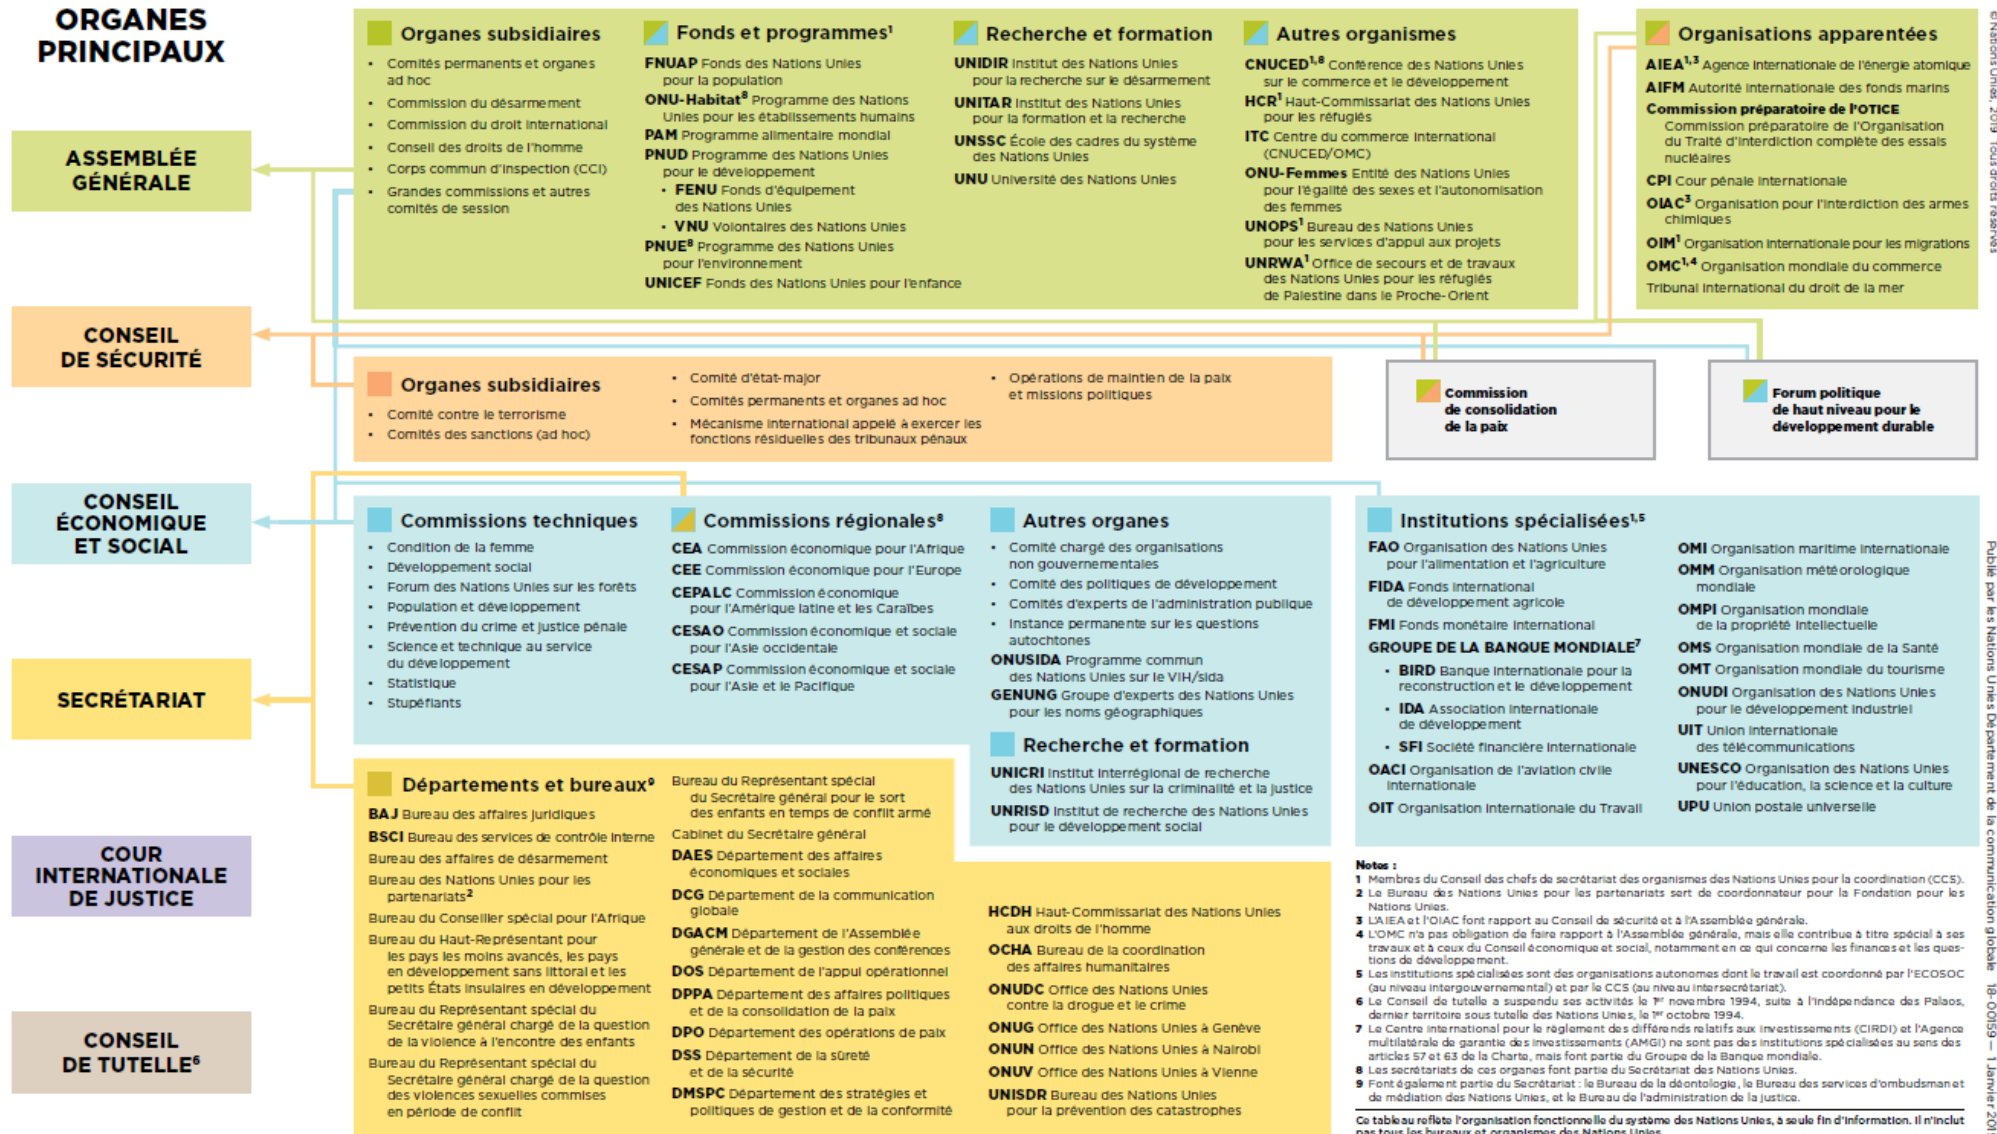 ORGANES
PRINCIPAUX
ASSEMBLÉE
GÉNÉRALE
CONSEIL
DE SÉCURITÉ
CONSEIL
ÉCONOMIQUE
ET SOCIAL
SECRÉTARIAT
COUR
INTERNATIONALE
DE JUSTICE
CONSEIL
DE TUTELLE⁶
Organes subsidiaires
• Comités permanents et organes
ad hoc
• Commission du désarmement
• Commission du droit international
• Conseil des droits de l'homme
• Corps commun d'inspection (CCI)
• Grandes commissions et autres
comités de session
Fonds et programmes¹
FNUAP Fonds des Nations Unies
pour la population
ONU-Habitat⁸ Programme des Nations
Unies pour les établissements humains
PAM Programme alimentaire mondial
PNUD Programme des Nations Unies
pour le développement
• FENU Fonds d'équipement
des Nations Unies
• VNU Volontaires des Nations Unies
PNUE⁸ Programme des Nations Unies
pour l'environnement
UNICEF Fonds des Nations Unies pour l'enfance
Recherche et formation
UNIDIR Institut des Nations Unies
pour la recherche sur le désarmement
UNITAR Institut des Nations Unies
pour la formation et la recherche
UNSSC École des cadres du système
des Nations Unies
UNU Université des Nations Unies
Autres organismes
CNUCED¹,⁸ Conférence des Nations Unies
sur le commerce et le développement
HCR¹ Haut-Commissariat des Nations Unies
pour les réfugiés
ITC Centre du commerce international
(CNUCED/OMC)
ONU-Femmes Entité des Nations Unies
pour l'égalité des sexes et l'autonomisation
des femmes
UNOPS¹ Bureau des Nations Unies
pour les services d'appui aux projets
UNRWA¹ Office de secours et de travaux
des Nations Unies pour les réfugiés
de Palestine dans le Proche-Orient
Organisations apparentées
AIEA¹,³ Agence internationale de l'énergie atomique
AIFM Autorité internationale des fonds marins
Commission préparatoire de l'OTICE
Commission préparatoire de l'Organisation
du Traité d'interdiction complète des essais
nucléaires
CPI Cour pénale internationale
OIAC³ Organisation pour l'interdiction des armes
chimiques
OIM¹ Organisation internationale pour les migrations
OMC¹,⁴ Organisation mondiale du commerce
Tribunal international du droit de la mer
Organes subsidiaires
• Comité contre le terrorisme
• Comités des sanctions (ad hoc)
• Comité d'état-major
• Comités permanents et organes ad hoc
• Mécanisme international appelé à exercer les
fonctions résiduelles des tribunaux pénaux
• Opérations de maintien de la paix
et missions politiques
Commission
de consolidation
de la paix
Forum politique
de haut niveau pour le
développement durable
Commissions techniques
• Condition de la femme
• Développement social
• Forum des Nations Unies sur les forêts
• Population et développement
• Prévention du crime et justice pénale
• Science et technique au service
du développement
• Statistique
• Stupéfiants
Commissions régionales⁸
CEA Commission économique pour l'Afrique
CEE Commission économique pour l'Europe
CEPALC Commission économique
pour l'Amérique latine et les Caraïbes
CESAO Commission économique et sociale
pour l'Asie occidentale
CESAP Commission économique et sociale
pour l'Asie et le Pacifique
Autres organes
• Comité chargé des organisations
non gouvernementales
• Comité des politiques de développement
• Comités d'experts de l'administration publique
• Instance permanente sur les questions
autochtones
ONUSIDA Programme commun
des Nations Unies sur le VIH/sida
GENUNG Groupe d'experts des Nations Unies
pour les noms géographiques
Recherche et formation
UNICRI Institut interrégional de recherche
des Nations Unies sur la criminalité et la justice
UNRISD Institut de recherche des Nations Unies
pour le développement social
Institutions spécialisées¹,⁵
FAO Organisation des Nations Unies
pour l'alimentation et l'agriculture
FIDA Fonds international
de développement agricole
FMI Fonds monétaire international
GROUPE DE LA BANQUE MONDIALE⁷
• BIRD Banque internationale pour la
reconstruction et le développement
• IDA Association internationale
de développement
• SFI Société financière internationale
OACI Organisation de l'aviation civile
internationale
OIT Organisation internationale du Travail
OMI Organisation maritime internationale
OMM Organisation météorologique
mondiale
OMPI Organisation mondiale
de la propriété intellectuelle
OMS Organisation mondiale de la Santé
OMT Organisation mondiale du tourisme
ONUDI Organisation des Nations Unies
pour le développement industriel
UIT Union internationale
des télécommunications
UNESCO Organisation des Nations Unies
pour l'éducation, la science et la culture
UPU Union postale universelle
Départements et bureaux⁹
BAJ Bureau des affaires juridiques
BSCI Bureau des services de contrôle interne
Bureau des affaires de désarmement
Bureau des Nations Unies pour les
partenariats²
Bureau du Conseiller spécial pour l'Afrique
Bureau du Haut-Représentant pour
les pays les moins avancés, les pays
en développement sans littoral et les
petits États insulaires en développement
Bureau du Représentant spécial du
Secrétaire général chargé de la question
de la violence à l'encontre des enfants
Bureau du Représentant spécial du
Secrétaire général chargé de la question
des violences sexuelles commises
en période de conflit
Bureau du Représentant spécial
du Secrétaire général pour le sort
des enfants en temps de conflit armé
Cabinet du Secrétaire général
DAES Département des affaires
économiques et sociales
DCG Département de la communication
globale
DGACM Département de l'Assemblée
générale et de la gestion des conférences
DOS Département de l'appui opérationnel
DPPA Département des affaires politiques
et de la consolidation de la paix
DPO Département des opérations de paix
DSS Département de la sûreté
et de la sécurité
DMSPC Département des stratégies et
politiques de gestion et de la conformité
HCDH Haut-Commissariat des Nations Unies
aux droits de l'homme
OCHA Bureau de la coordination
des affaires humanitaires
ONUDC Office des Nations Unies
contre la drogue et le crime
ONUG Office des Nations Unies à Genève
ONUN Office des Nations Unies à Nairobi
ONUV Office des Nations Unies à Vienne
UNISDR Bureau des Nations Unies
pour la prévention des catastrophes
Notes :
1 Membres du Conseil des chefs de secrétariat des organismes des Nations Unies pour la coordination (CCS).
2 Le Bureau des Nations Unies pour les partenariats sert de coordonnateur pour la Fondation pour les
Nations Unies.
3 L'AIEA et l'OIAC font rapport au Conseil de sécurité et à l'Assemblée générale.
4 L'OMC n'a pas obligation de faire rapport à l'Assemblée générale, mais elle contribue à titre spécial à ses
travaux et à ceux du Conseil économique et social, notamment en ce qui concerne les finances et les ques-
tions de développement.
5 Les institutions spécialisées sont des organisations autonomes dont le travail est coordonné par l'ECOSOC
(au niveau intergouvernemental) et par le CCS (au niveau intersecrétariat).
6 Le Conseil de tutelle a suspendu ses activités le 1er novembre 1994, suite à l'indépendance des Palaos,
dernier territoire sous tutelle des Nations Unies, le 1er octobre 1994.
7 Le Centre international pour le règlement des différends relatifs aux investissements (CIRDI) et l'Agence
multilatérale de garantie des investissements (AMGI) ne sont pas des institutions spécialisées au sens des
articles 57 et 63 de la Charte, mais font partie du Groupe de la Banque mondiale.
8 Les secrétariats de ces organes font partie du Secrétariat des Nations Unies.
9 Font également partie du Secrétariat : le Bureau de la déontologie, le Bureau des services d'ombudsman et
de médiation des Nations Unies, et le Bureau de l'administration de la justice.
Ce tableau reflète l'organisation fonctionnelle du système des Nations Unies, à seule fin d'information. Il n'inclut
pas tous les bureaux et organismes des Nations Unies.
© Nations Unies, 2019 Tous droits réservés
Publié par les Nations Unies Département de la communication globale 18-00159 — 1 Janvier 2019